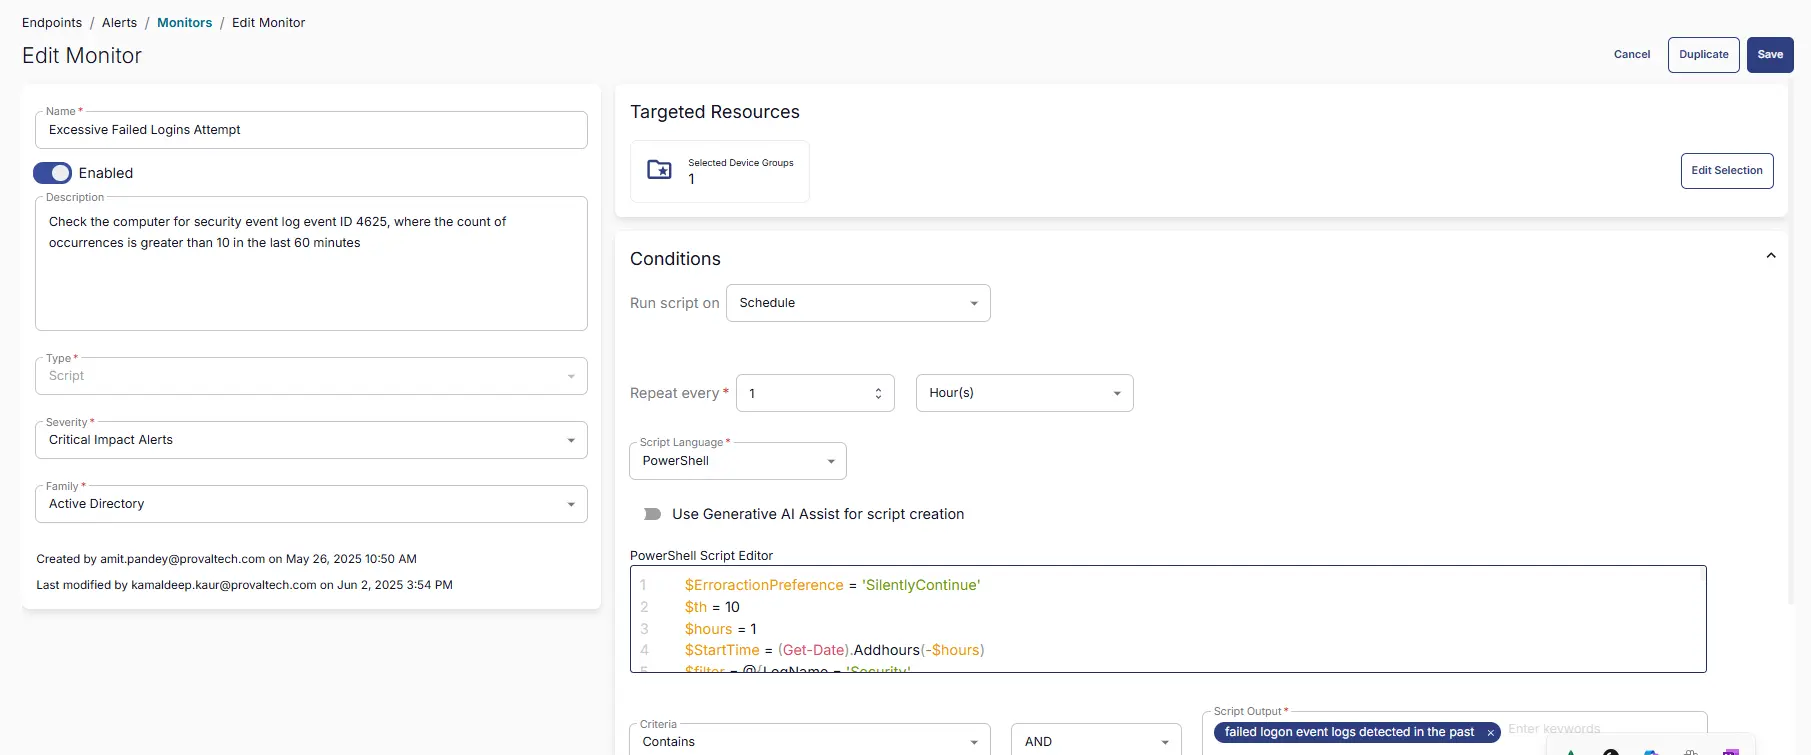 Endpoints / Alerts / Monitors / Edit Monitor
Edit Monitor
Cancel
Duplicate
Save
Name *
Excessive Failed Logins Attempt
Enabled
Description
Check the computer for security event log event ID 4625, where the count of
occurrences is greater than 10 in the last 60 minutes
Type *
Script
Severity *
Critical Impact Alerts
Family *
Active Directory
Created by amit.pandey@provaltech.com on May 26, 2025 10:50 AM
Last modified by kamaldeep.kaur@provaltech.com on Jun 2, 2025 3:54 PM
Targeted Resources
Selected Device Groups
1
Edit Selection
Conditions
Run script on
Schedule
Repeat every *
1
Hour(s)
Script Language *
PowerShell
Use Generative AI Assist for script creation
PowerShell Script Editor
1 $ErroractionPreference = 'SilentlyContinue'
2 $th = 10
3 $hours = 1
4 $StartTime = (Get-Date).Addhours(-$hours)
5 $filter = @{LogName = 'Security'
Criteria
Contains
AND
Script Output *
failed logon event logs detected in the past ×
Enter keywords